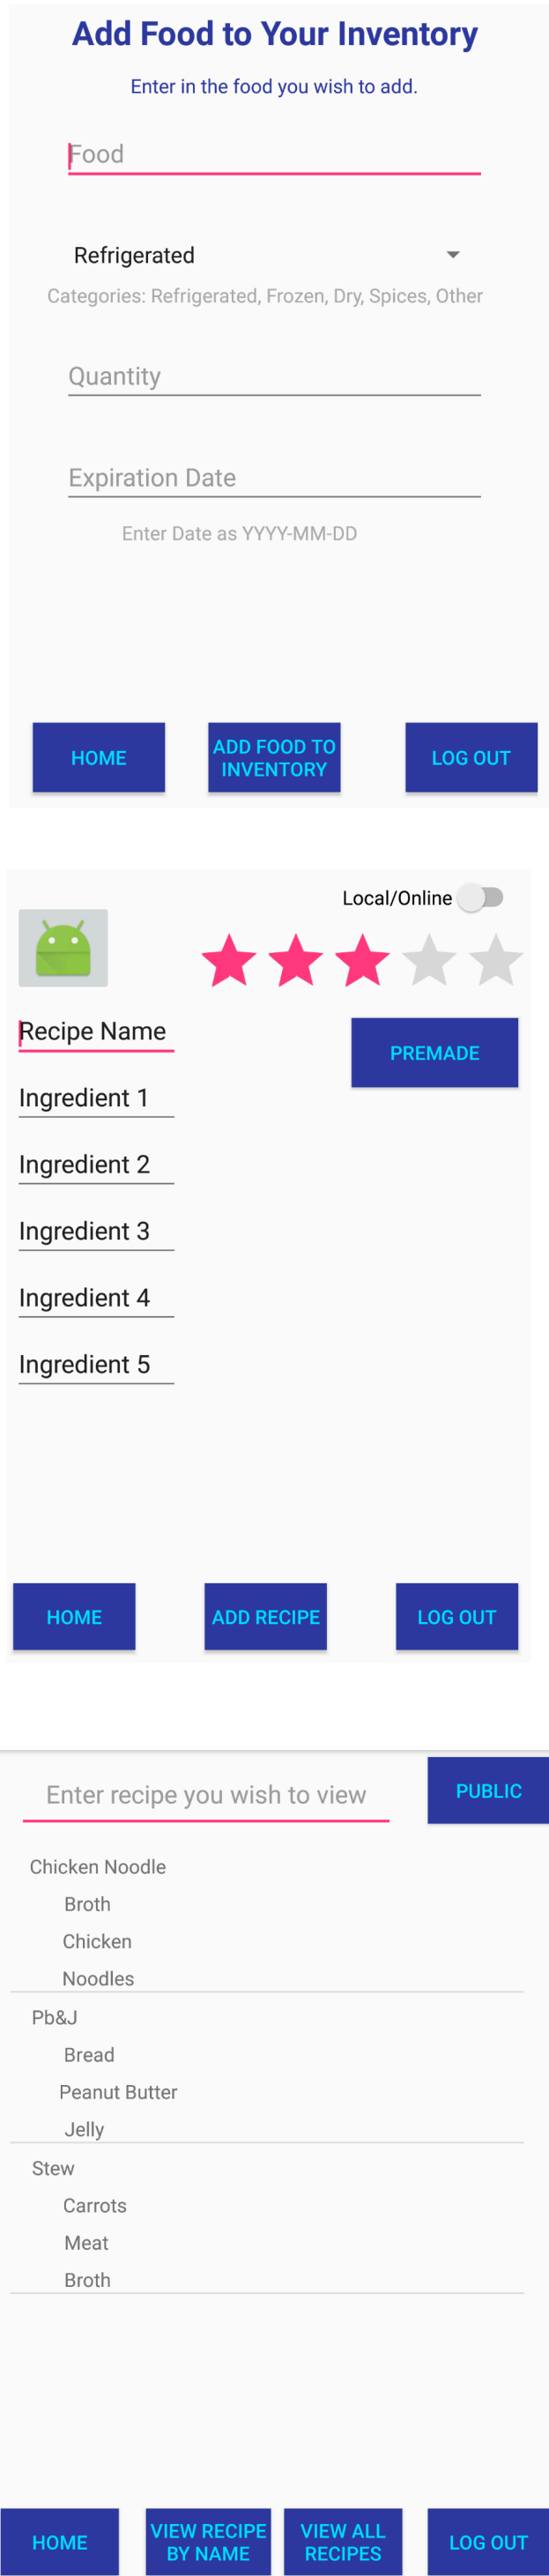 Add Food to Your Inventory
Enter in the food you wish to add.
Food
Refrigerated
Categories: Refrigerated, Frozen, Dry, Spices, Other
Quantity
Expiration Date
Enter Date as YYYY-MM-DD
HOME
ADD FOOD TO
INVENTORY
LOG OUT
Local/Online
Recipe Name
PREMADE
Ingredient 1
Ingredient 2
Ingredient 3
Ingredient 4
Ingredient 5
HOME
ADD RECIPE
LOG OUT
Enter recipe you wish to view
PUBLIC
Chicken Noodle
Broth
Chicken
Noodles
Pb&J
Bread
Peanut Butter
Jelly
Stew
Carrots
Meat
Broth
HOME
VIEW RECIPE
BY NAME
VIEW ALL
RECIPES
LOG OUT